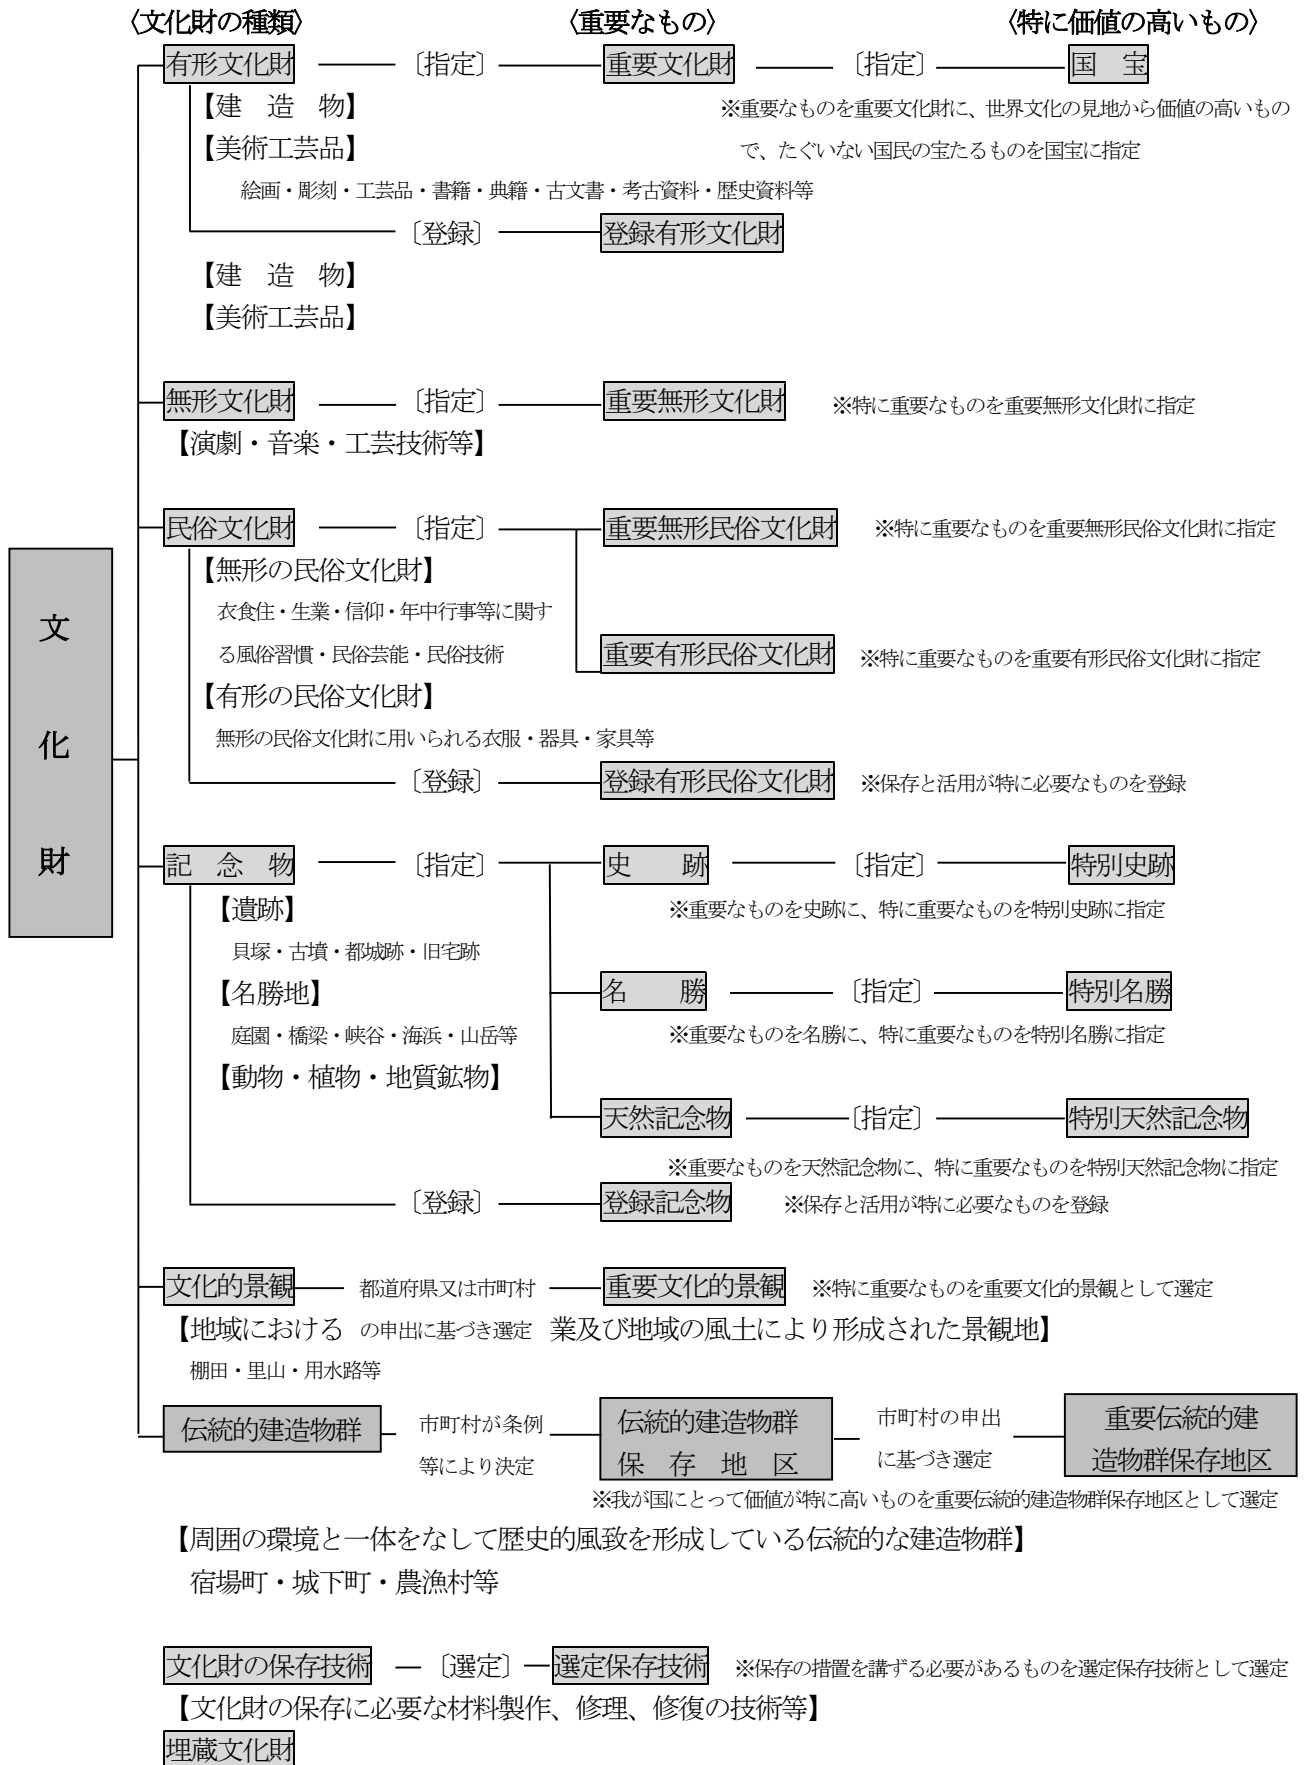 〈文化財の種類〉 〈重要なもの〉 〈特に価値の高いもの〉
有形文化財 〔指定〕 重要文化財 〔指定〕 国　宝
【建　造　物】 ※重要なものを重要文化財に、世界文化の見地から価値の高いもの
【美術工芸品】 で、たぐいない国民の宝たるものを国宝に指定
絵画・彫刻・工芸品・書籍・典籍・古文書・考古資料・歴史資料等
〔登録〕 登録有形文化財
【建　造　物】
【美術工芸品】
無形文化財 〔指定〕 重要無形文化財 ※特に重要なものを重要無形文化財に指定
【演劇・音楽・工芸技術等】
民俗文化財 〔指定〕 重要無形民俗文化財 ※特に重要なものを重要無形民俗文化財に指定
【無形の民俗文化財】
衣食住・生業・信仰・年中行事等に関す
る風俗習慣・民俗芸能・民俗技術 重要有形民俗文化財 ※特に重要なものを重要有形民俗文化財に指定
【有形の民俗文化財】
無形の民俗文化財に用いられる衣服・器具・家具等
〔登録〕 登録有形民俗文化財 ※保存と活用が特に必要なものを登録
文化財
記　念　物 〔指定〕 史　　跡 〔指定〕 特別史跡
【遺跡】 ※重要なものを史跡に、特に重要なものを特別史跡に指定
貝塚・古墳・都城跡・旧宅跡
【名勝地】 名　　勝 〔指定〕 特別名勝
庭園・橋梁・峡谷・海浜・山岳等 ※重要なものを名勝に、特に重要なものを特別名勝に指定
【動物・植物・地質鉱物】
天然記念物 〔指定〕 特別天然記念物
※重要なものを天然記念物に、特に重要なものを特別天然記念物に指定
〔登録〕 登録記念物 ※保存と活用が特に必要なものを登録
文化的景観 都道府県又は市町村 重要文化的景観 ※特に重要なものを重要文化的景観として選定
【地域における の申出に基づき選定 業及び地域の風土により形成された景観地】
棚田・里山・用水路等
伝統的建造物群 市町村が条例 伝統的建造物群 市町村の申出 重要伝統的建
等により決定 保　存　地　区 に基づき選定 造物群保存地区
※我が国にとって価値が特に高いものを重要伝統的建造物群保存地区として選定
【周囲の環境と一体をなして歴史的風致を形成している伝統的な建造物群】
宿場町・城下町・農漁村等
文化財の保存技術 〔選定〕 選定保存技術 ※保存の措置を講ずる必要があるものを選定保存技術として選定
【文化財の保存に必要な材料製作、修理、修復の技術等】
埋蔵文化財